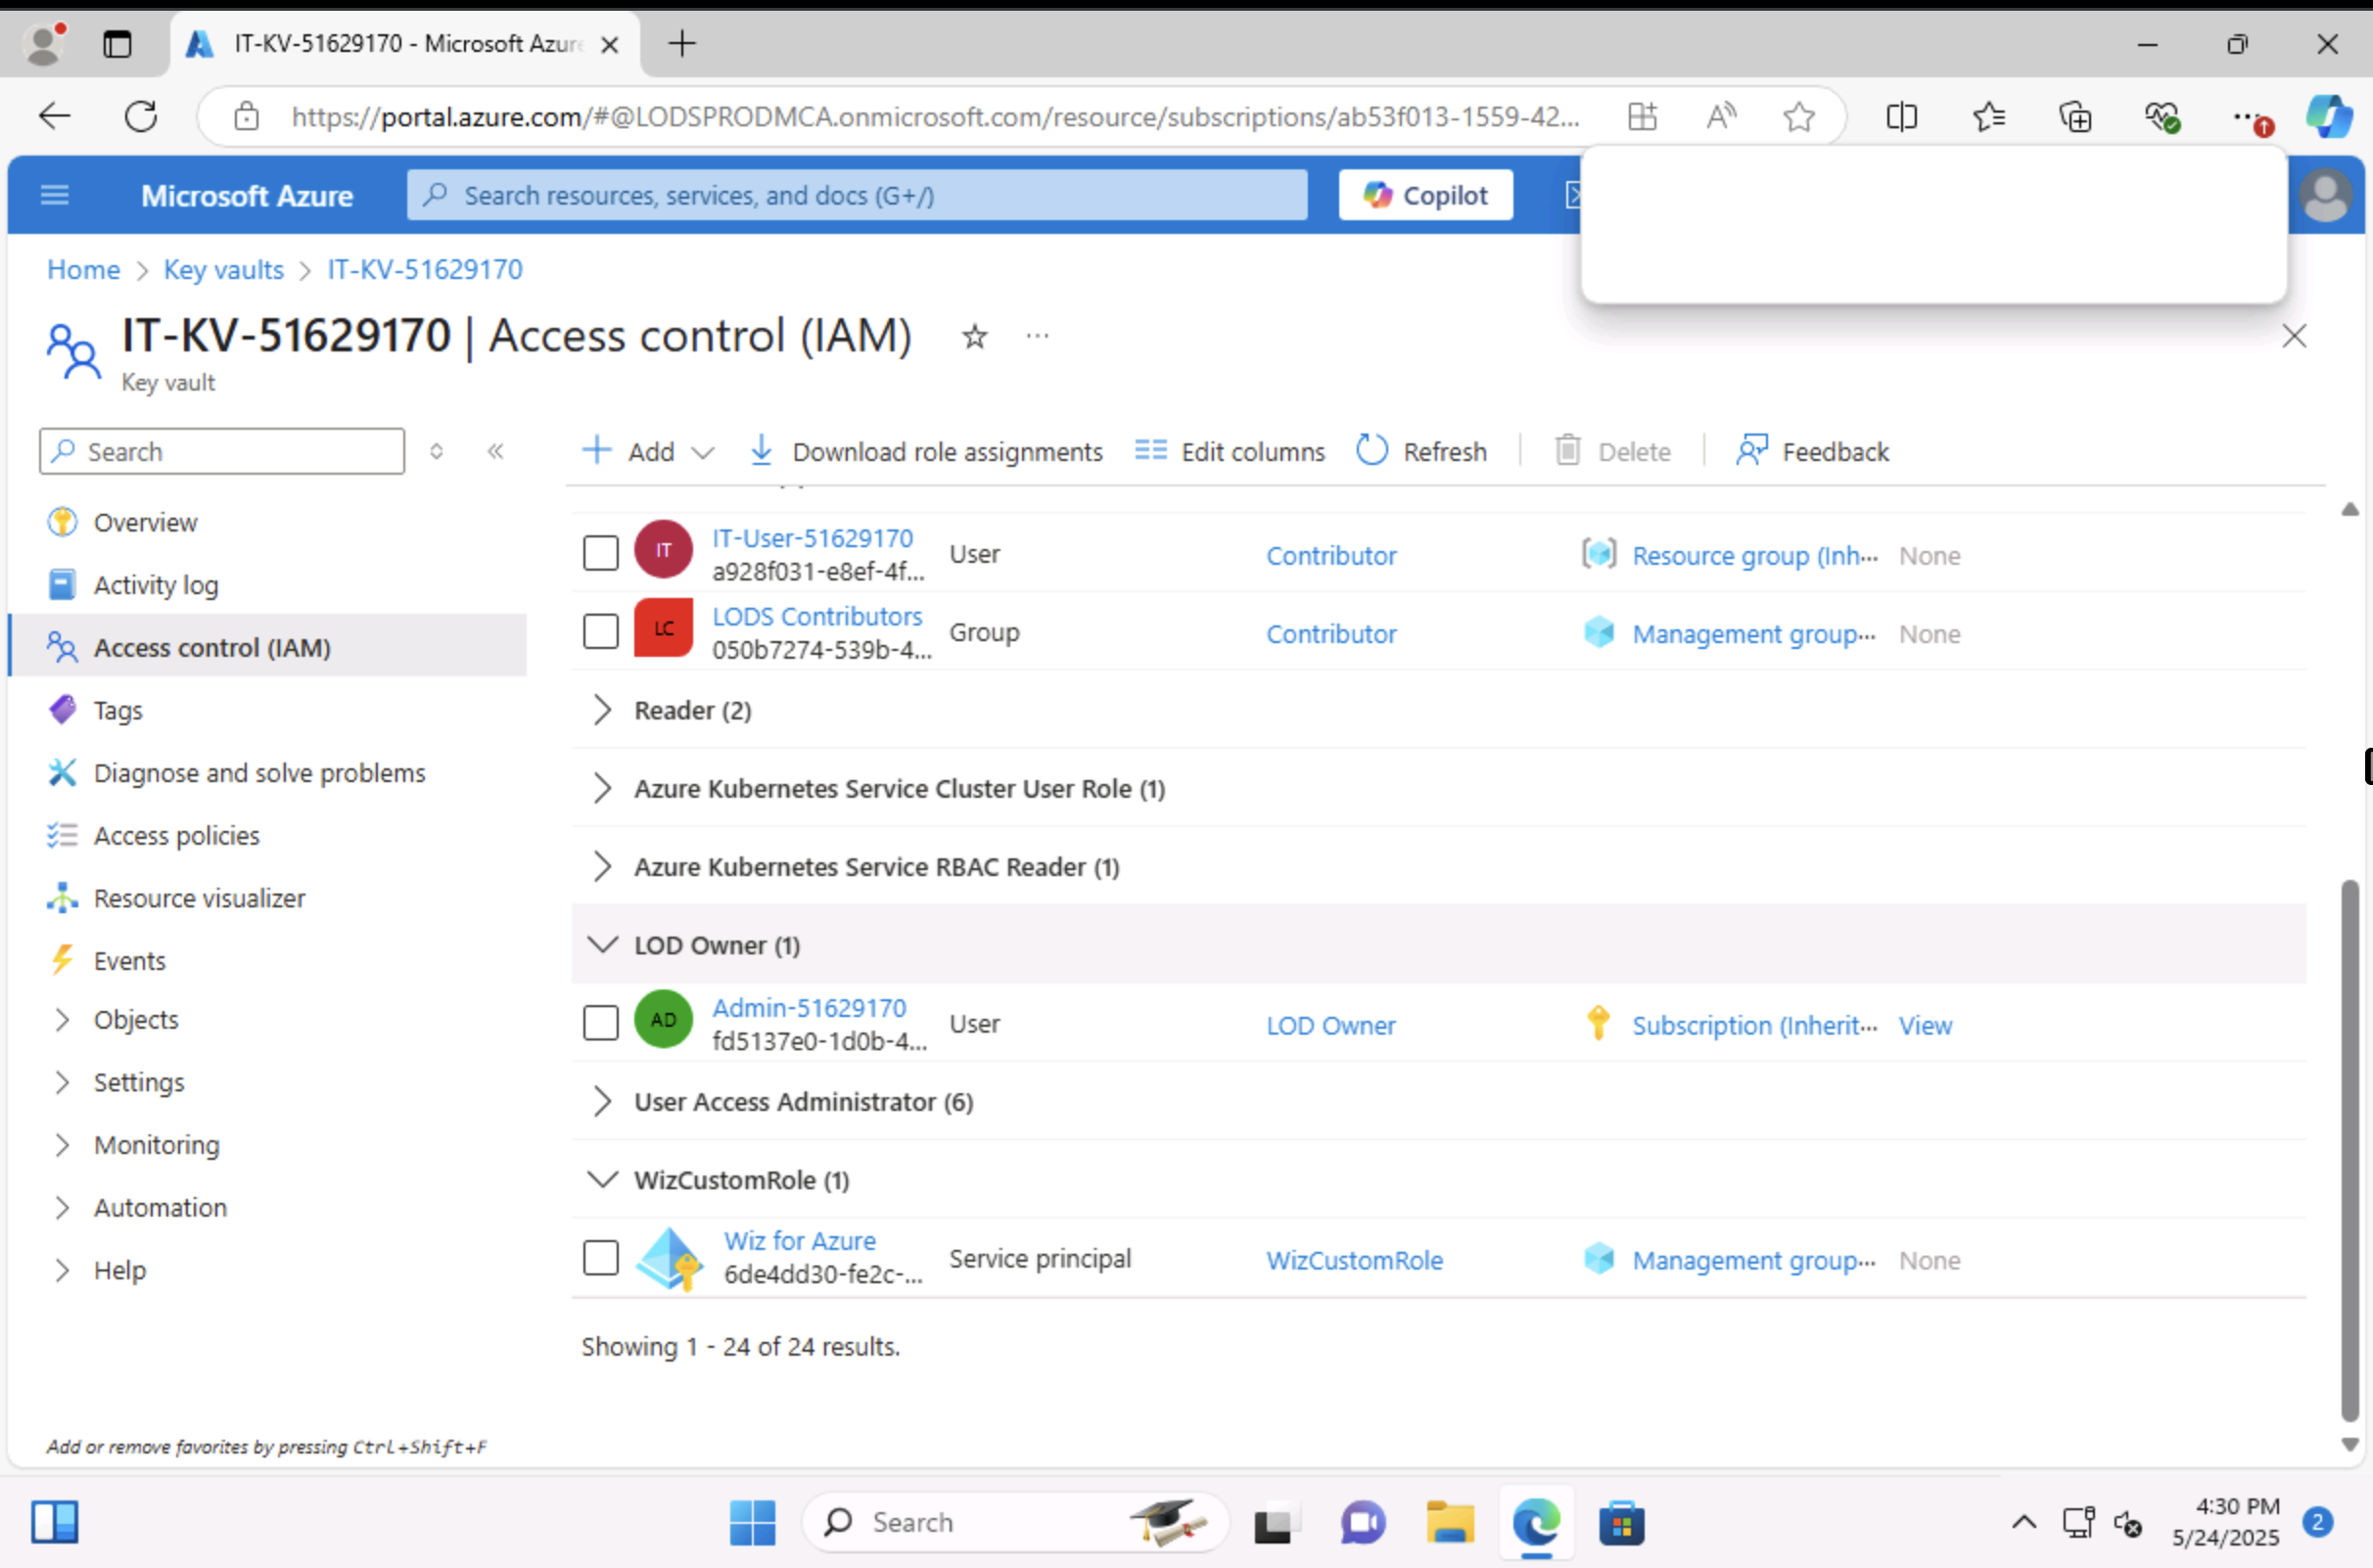 IT-KV-51629170 - Microsoft Azur
https://portal.azure.com/#@LODSPRODMCA.onmicrosoft.com/resource/subscriptions/ab53f013-1559-42...
Microsoft Azure
Search resources, services, and docs (G+/)
Copilot
Home > Key vaults > IT-KV-51629170
IT-KV-51629170 | Access control (IAM)
Key vault
Search
Add
Download role assignments
Edit columns
Refresh
Delete
Feedback
Overview
Activity log
Access control (IAM)
Tags
Diagnose and solve problems
Access policies
Resource visualizer
Events
Objects
Settings
Monitoring
Automation
Help
Add or remove favorites by pressing Ctrl+Shift+F
IT IT-User-51629170 User Contributor Resource group (Inh... None
a928f031-e8ef-4f...
LC LODS Contributors Group Contributor Management group... None
050b7274-539b-4...
Reader (2)
Azure Kubernetes Service Cluster User Role (1)
Azure Kubernetes Service RBAC Reader (1)
LOD Owner (1)
AD Admin-51629170 User LOD Owner Subscription (Inherit... View
fd5137e0-1d0b-4...
User Access Administrator (6)
WizCustomRole (1)
Wiz for Azure Service principal WizCustomRole Management group... None
6de4dd30-fe2c-...
Showing 1 - 24 of 24 results.
Search
4:30 PM
5/24/2025
2